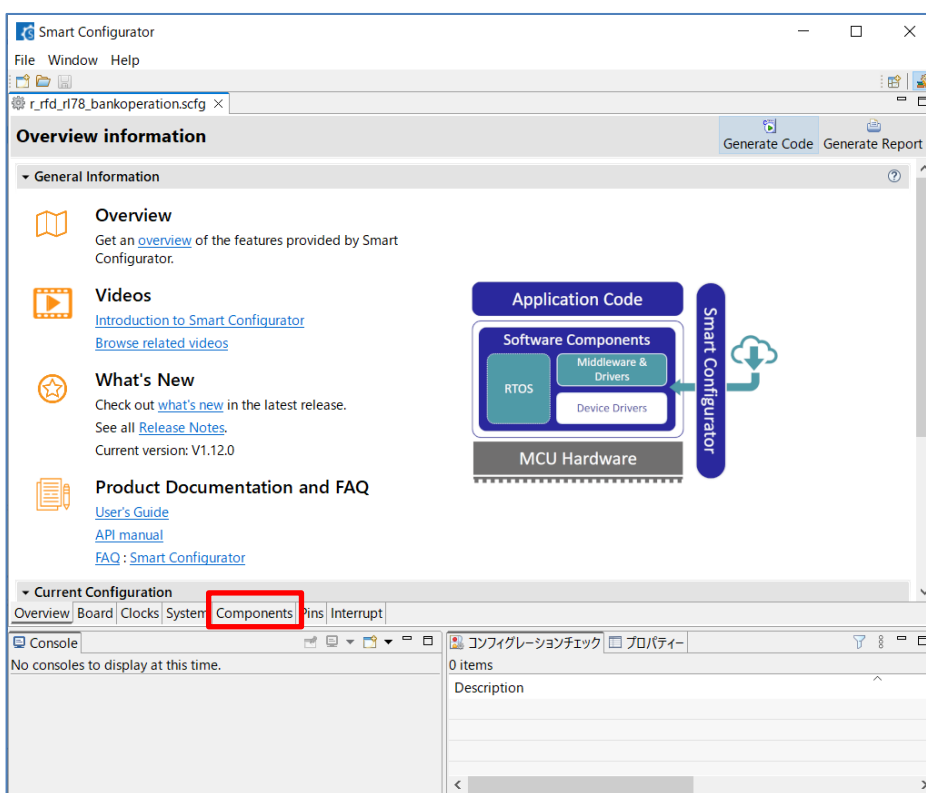 Smart Configurator
File Window Help
r_rfd_rl78_bankoperation.scfg
Overview information
Generate Code Generate Report
General Information
Overview
Get an overview of the features provided by Smart
Configurator.
Videos
Introduction to Smart Configurator
Browse related videos
What's New
Check out what's new in the latest release.
See all Release Notes.
Current version: V1.12.0
Product Documentation and FAQ
User's Guide
API manual
FAQ : Smart Configurator
Application Code
Software Components
RTOS
Middleware &
Drivers
Device Drivers
MCU Hardware
Smart Configurator
Current Configuration
Overview Board Clocks System Components Pins Interrupt
Console
No consoles to display at this time.
コンフィグレーションチェック プロパティー
0 items
Description